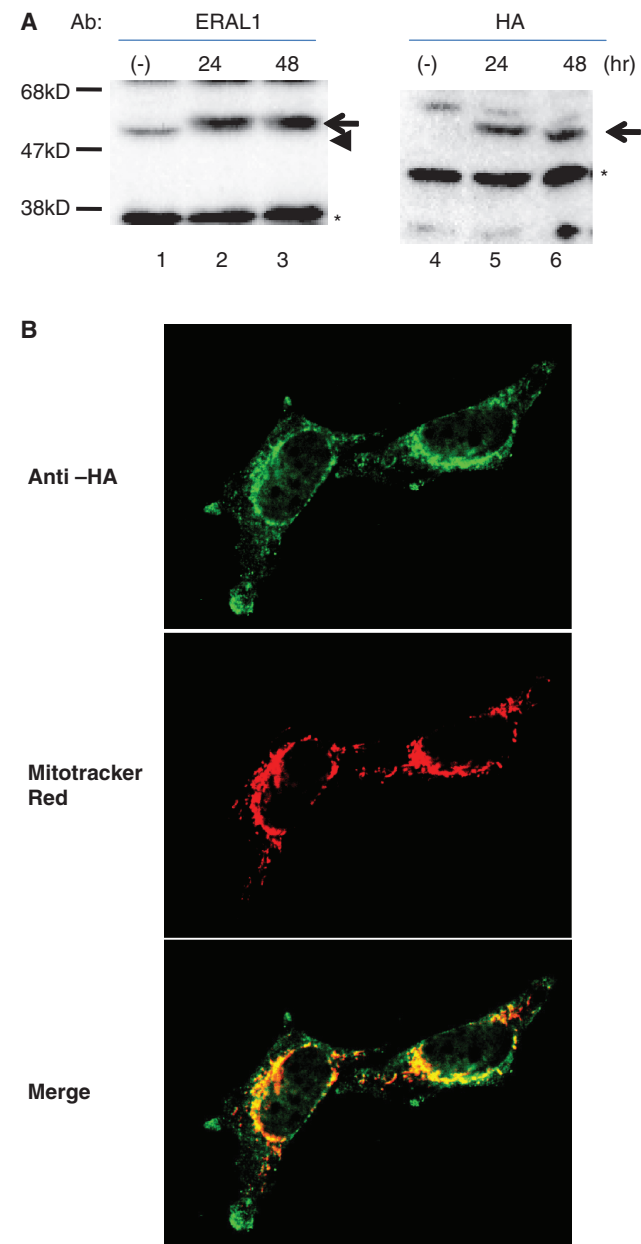 A Ab: ERAL1 HA
(-) 24 48 (-) 24 48 (hr)
68kD
47kD
*
38kD
*
1 2 3 4 5 6
B
Anti –HA
Mitotracker
Red
Merge